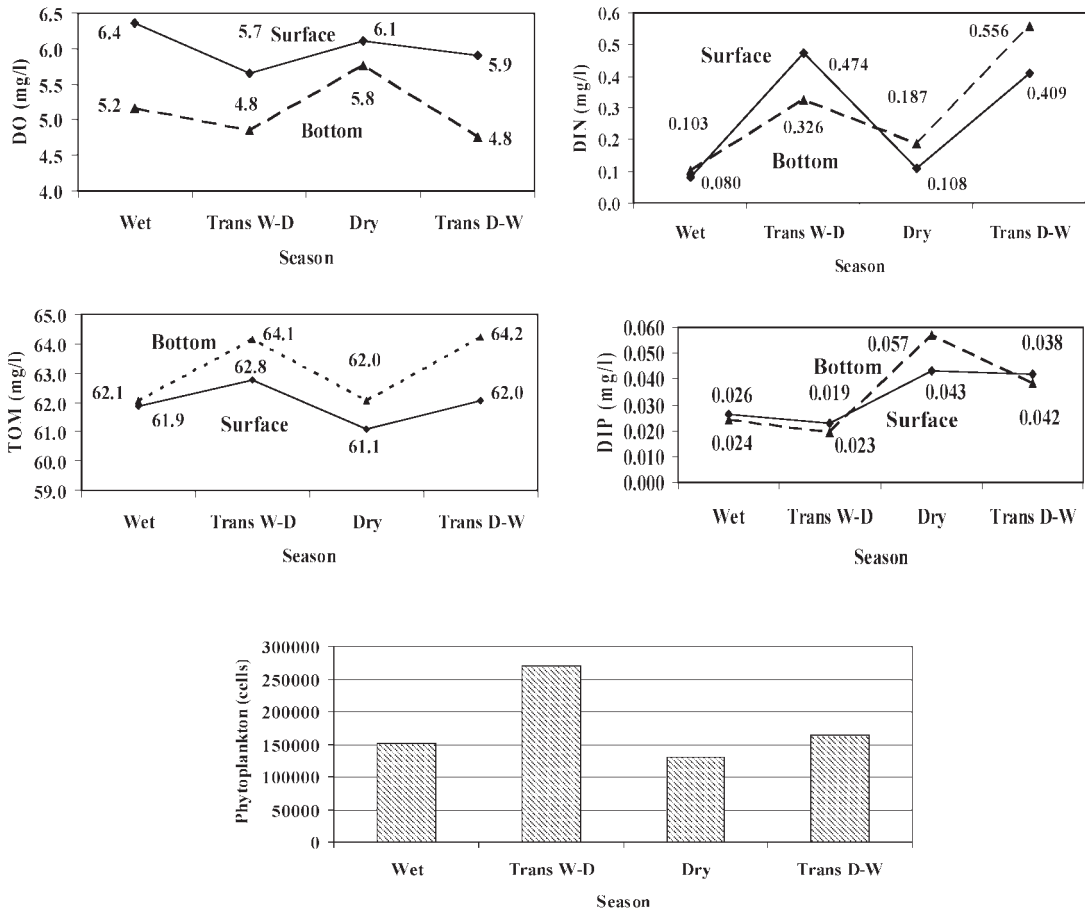 6.5
6.0
5.5
5.0
4.5
4.0
DO (mg/l)
6.4
5.7
Surface
6.1
5.9
5.2
4.8
5.8
Bottom
4.8
Wet
Trans W-D
Dry
Trans D-W
Season
0.6
0.5
0.4
0.3
0.2
0.1
0.0
DIN (mg/l)
0.556
Surface
0.474
0.187
0.409
0.103
0.326
Bottom
0.080
0.108
Wet
Trans W-D
Dry
Trans D-W
Season
65.0
64.0
63.0
62.0
61.0
60.0
59.0
TOM (mg/l)
Bottom
64.1
64.2
62.8
62.0
62.1
62.0
61.9
Surface
61.1
Wet
Trans W-D
Dry
Trans D-W
Season
0.060
0.050
0.040
0.030
0.020
0.010
0.000
DIP (mg/l)
0.057
0.038
Bottom
0.026
0.019
0.043
Surface
0.042
0.024
0.023
Wet
Trans W-D
Dry
Trans D-W
Season
300000
250000
200000
150000
100000
50000
0
Phytoplankton (cells)
Wet
Trans W-D
Dry
Trans D-W
Season